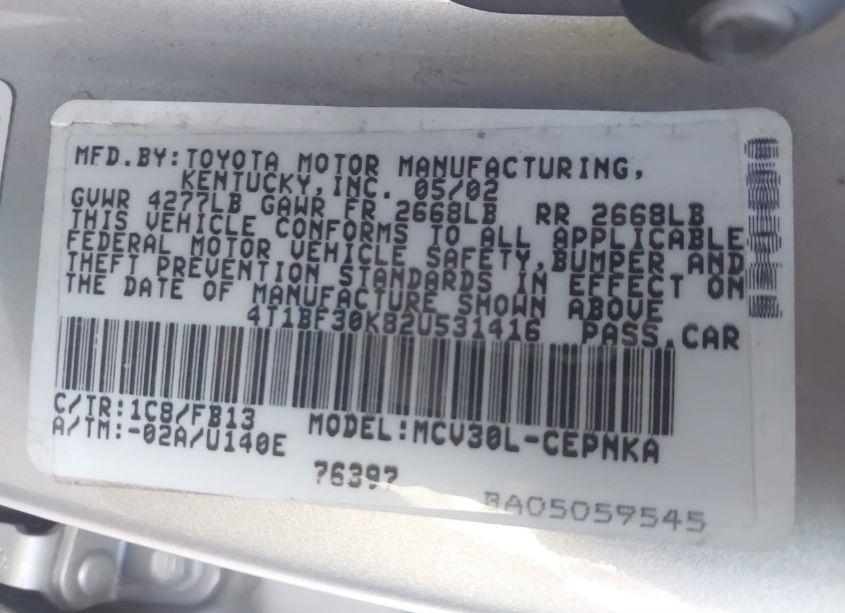 MFD.BY:TOYOTA MOTOR MANUFACTURING,
KENTUCKY,INC. 05/02
GVWR 4277LB GAWR FR 2668LB RR 2668LB
THIS VEHICLE CONFORMS TO ALL APPLICABLE
FEDERAL MOTOR VEHICLE SAFETY,BUMPER AND
THEFT PREVENTION STANDARDS IN EFFECT ON
THE DATE OF MANUFACTURE SHOWN ABOVE
4T1BF30K82U531416 PASS.CAR
C/TR:1C8/FB13
A/TM:-02A/U140E
MODEL:MCV30L-CEPNKA
76397
BA05059545